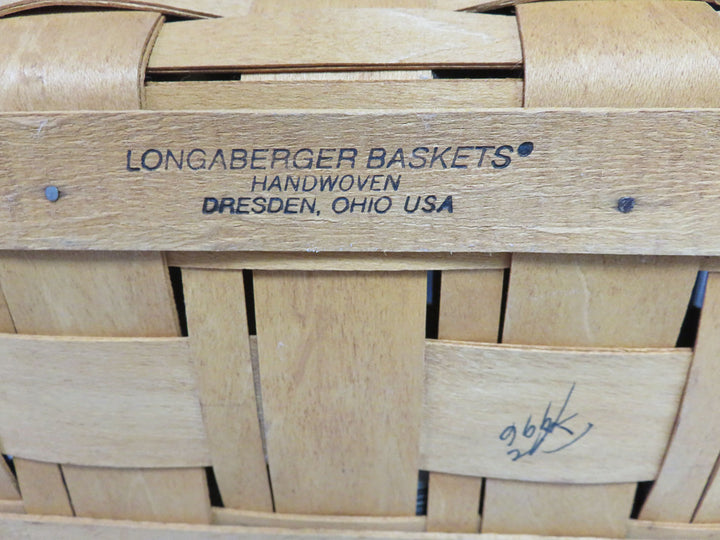 LONGABERGER BASKETS®
HANDWOVEN
DRESDEN, OHIO USA